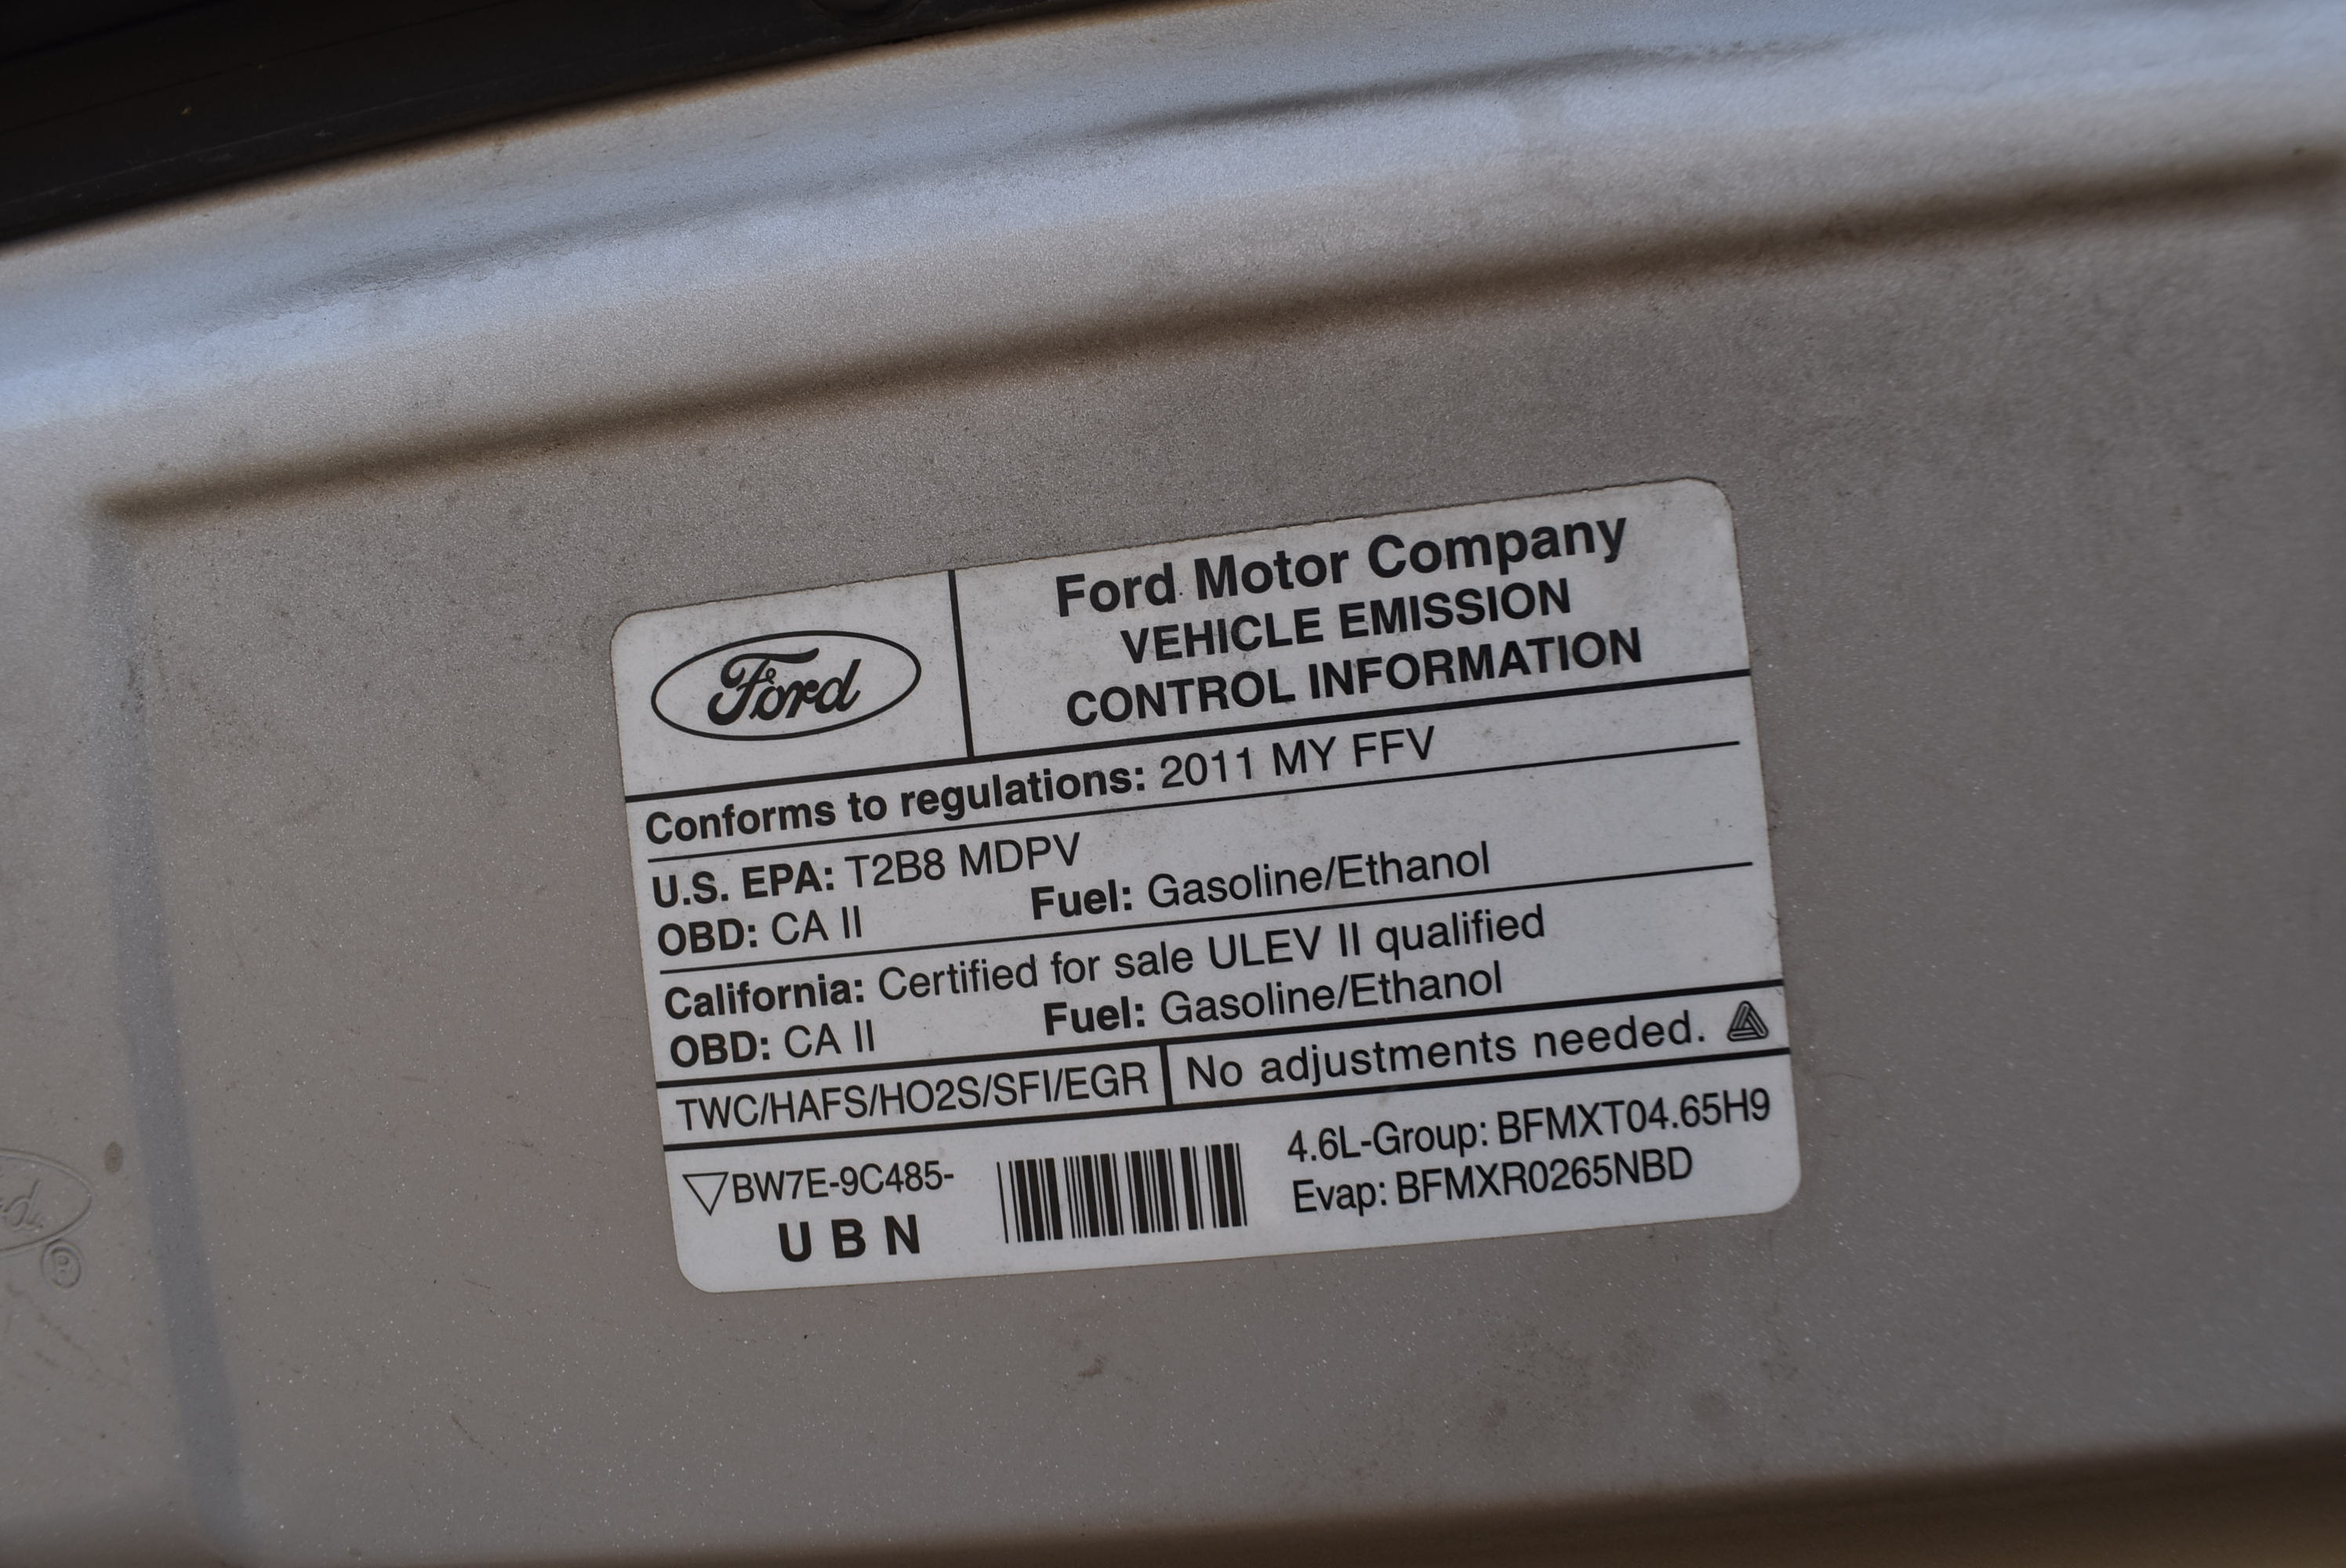 Ford
Ford Motor Company
VEHICLE EMISSION
CONTROL INFORMATION
Conforms to regulations: 2011 MY FFV
U.S. EPA: T2B8 MDPV
OBD: CA II Fuel: Gasoline/Ethanol
California: Certified for sale ULEV II qualified
OBD: CA II Fuel: Gasoline/Ethanol
TWC/HAFS/HO2S/SFI/EGR
No adjustments needed.
BW7E-9C485-
U B N
4.6L-Group: BFMXT04.65H9
Evap: BFMXR0265NBD